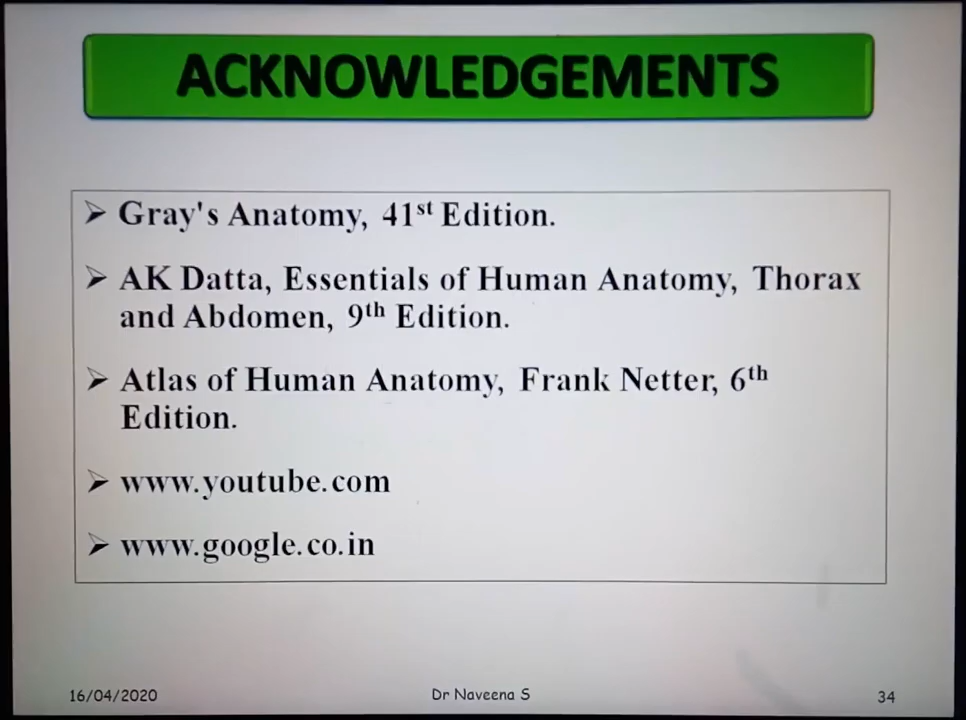 ACKNOWLEDGEMENTS
➢ Gray's Anatomy, 41st Edition.
➢ AK Datta, Essentials of Human Anatomy, Thorax
and Abdomen, 9th Edition.
➢ Atlas of Human Anatomy, Frank Netter, 6th
Edition.
➢ www.youtube.com
➢ www.google.co.in
16/04/2020 Dr Naveena S 34